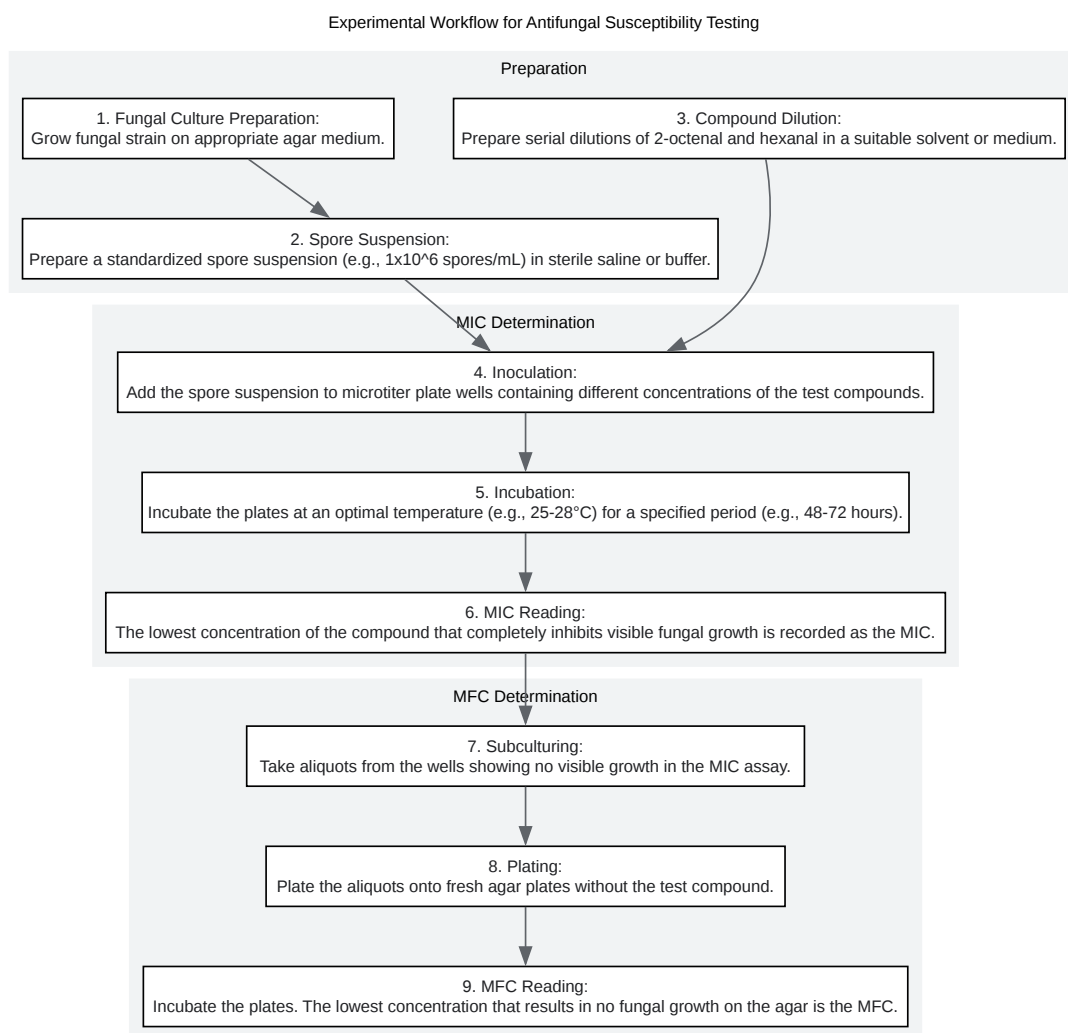 Experimental Workflow for Antifungal Susceptibility Testing
Preparation
1. Fungal Culture Preparation:
Grow fungal strain on appropriate agar medium.
3. Compound Dilution:
Prepare serial dilutions of 2-octenal and hexanal in a suitable solvent or medium.
2. Spore Suspension:
Prepare a standardized spore suspension (e.g., 1x10^6 spores/mL) in sterile saline or buffer.
MIC Determination
4. Inoculation:
Add the spore suspension to microtiter plate wells containing different concentrations of the test compounds.
5. Incubation:
Incubate the plates at an optimal temperature (e.g., 25-28°C) for a specified period (e.g., 48-72 hours).
6. MIC Reading:
The lowest concentration of the compound that completely inhibits visible fungal growth is recorded as the MIC.
MFC Determination
7. Subculturing:
Take aliquots from the wells showing no visible growth in the MIC assay.
8. Plating:
Plate the aliquots onto fresh agar plates without the test compound.
9. MFC Reading:
Incubate the plates. The lowest concentration that results in no fungal growth on the agar is the MFC.